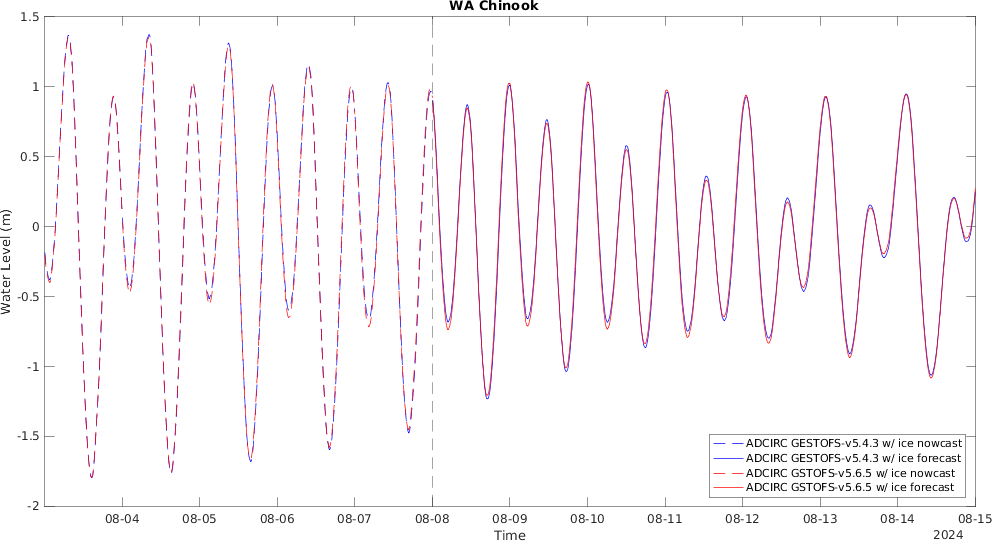 WA Chinook
1.5
1
0.5
0
-0.5
-1
-1.5
-2
Water Level (m)
08-04 08-05 08-06 08-07 08-08 08-09 08-10 08-11 08-12 08-13 08-14 08-15
Time
2024
ADCIRC GESTOFS-v5.4.3 w/ ice nowcast
ADCIRC GESTOFS-v5.4.3 w/ ice forecast
ADCIRC GSTOFS-v5.6.5 w/ ice nowcast
ADCIRC GSTOFS-v5.6.5 w/ ice forecast